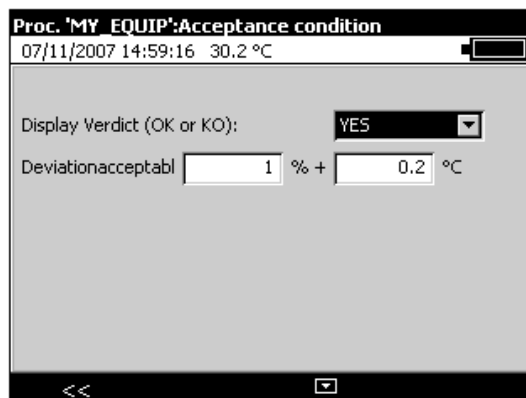 Proc. 'MY_EQUIP':Acceptance condition
07/11/2007 14:59:16 30.2 °C
Display Verdict (OK or KO): YES
Deviationacceptabl 1 % + 0.2 °C
<<